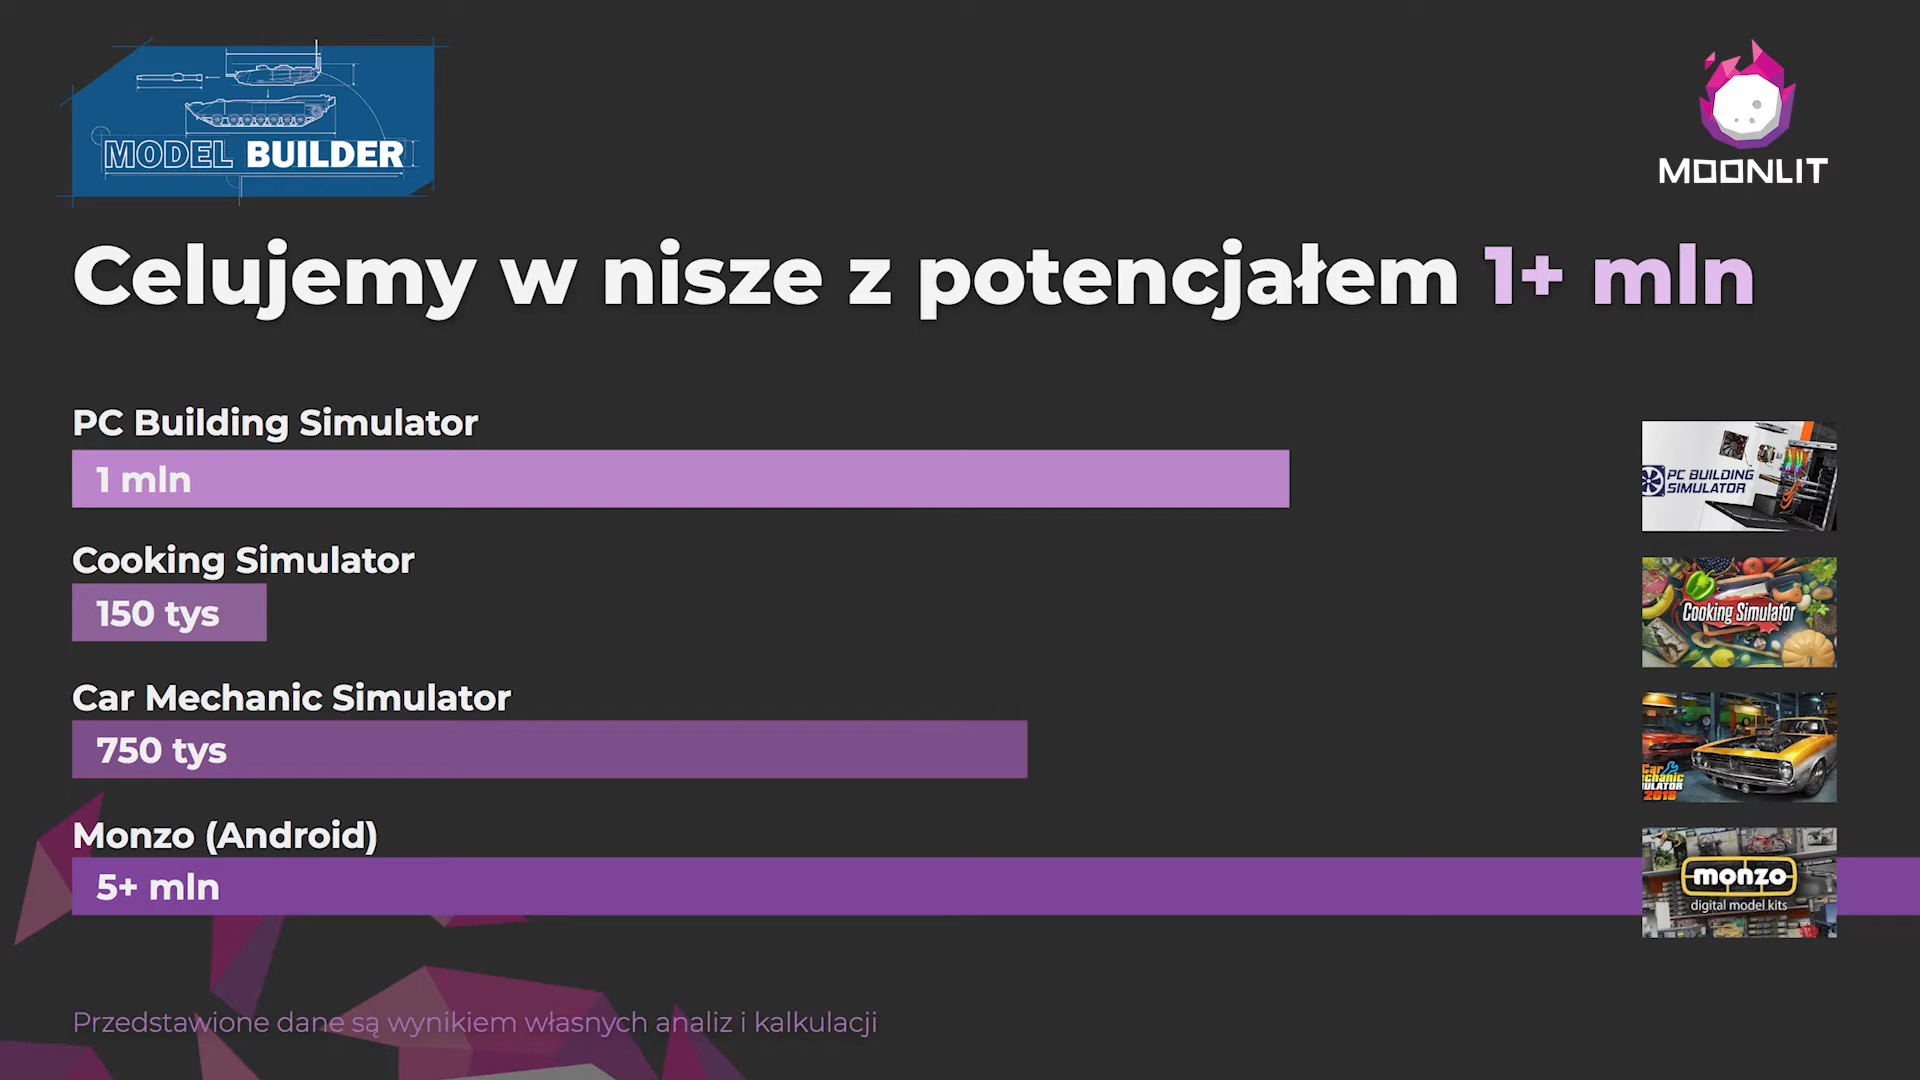 MODEL BUILDER
MOONLIT
Celujemy w nisze z potencjałem 1+ mln
PC Building Simulator
1 mln
PC BUILDING
SIMULATOR
Cooking Simulator
150 tys
Cooking Simulator
Car Mechanic Simulator
750 tys
Car
2018
Monzo (Android)
5+ mln
monzo
digital model kits
Przedstawione dane są wynikiem własnych analiz i kalkulacji